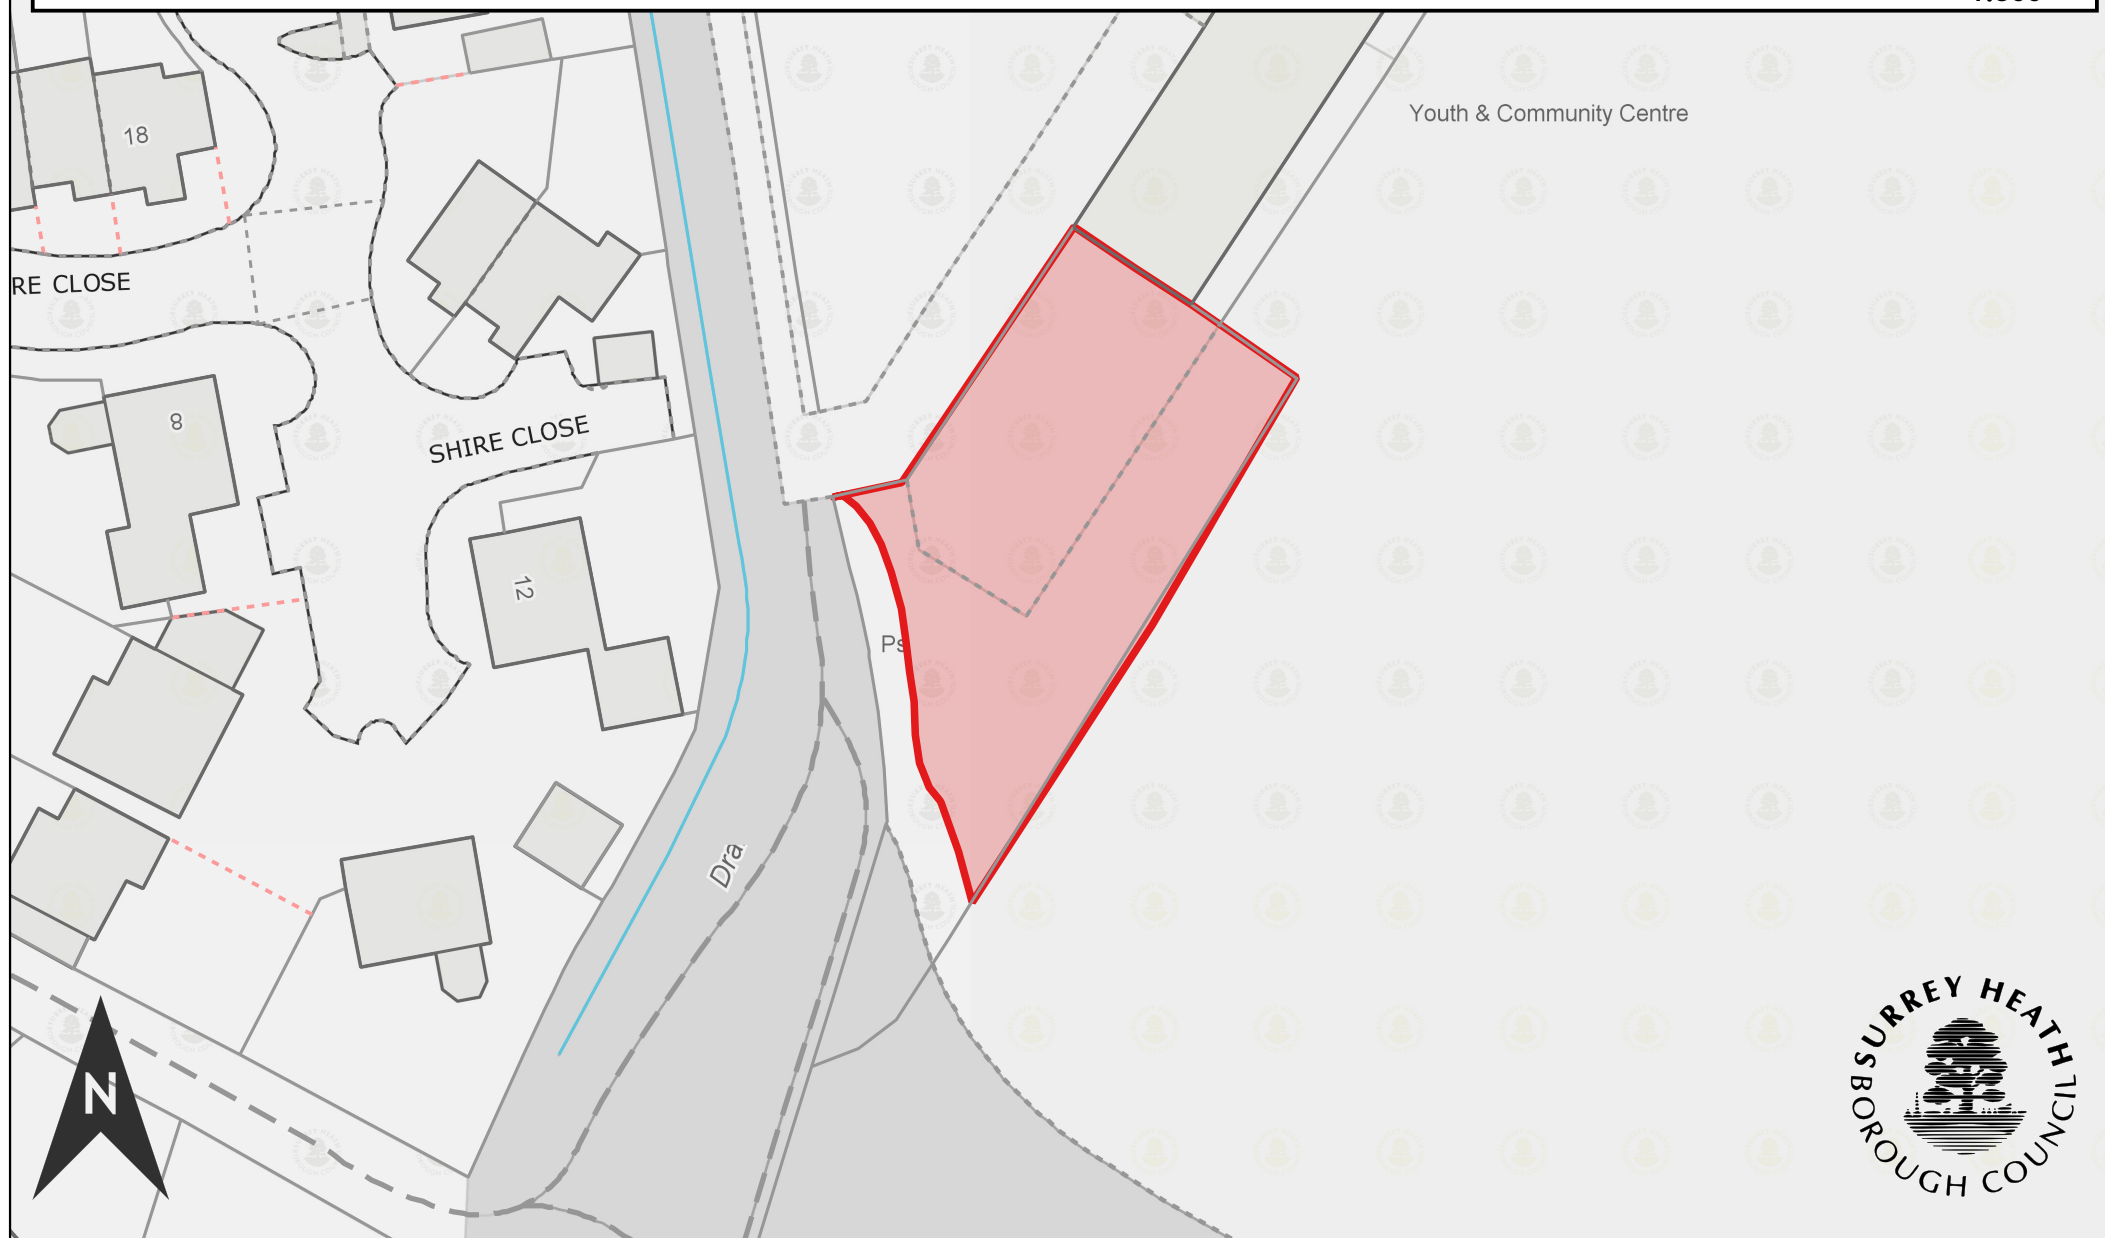 Youth & Community Centre
18
RE CLOSE
8
SHIRE CLOSE
12
Ps
Dra
N
SURREY HEATH
BOROUGH COUNCIL